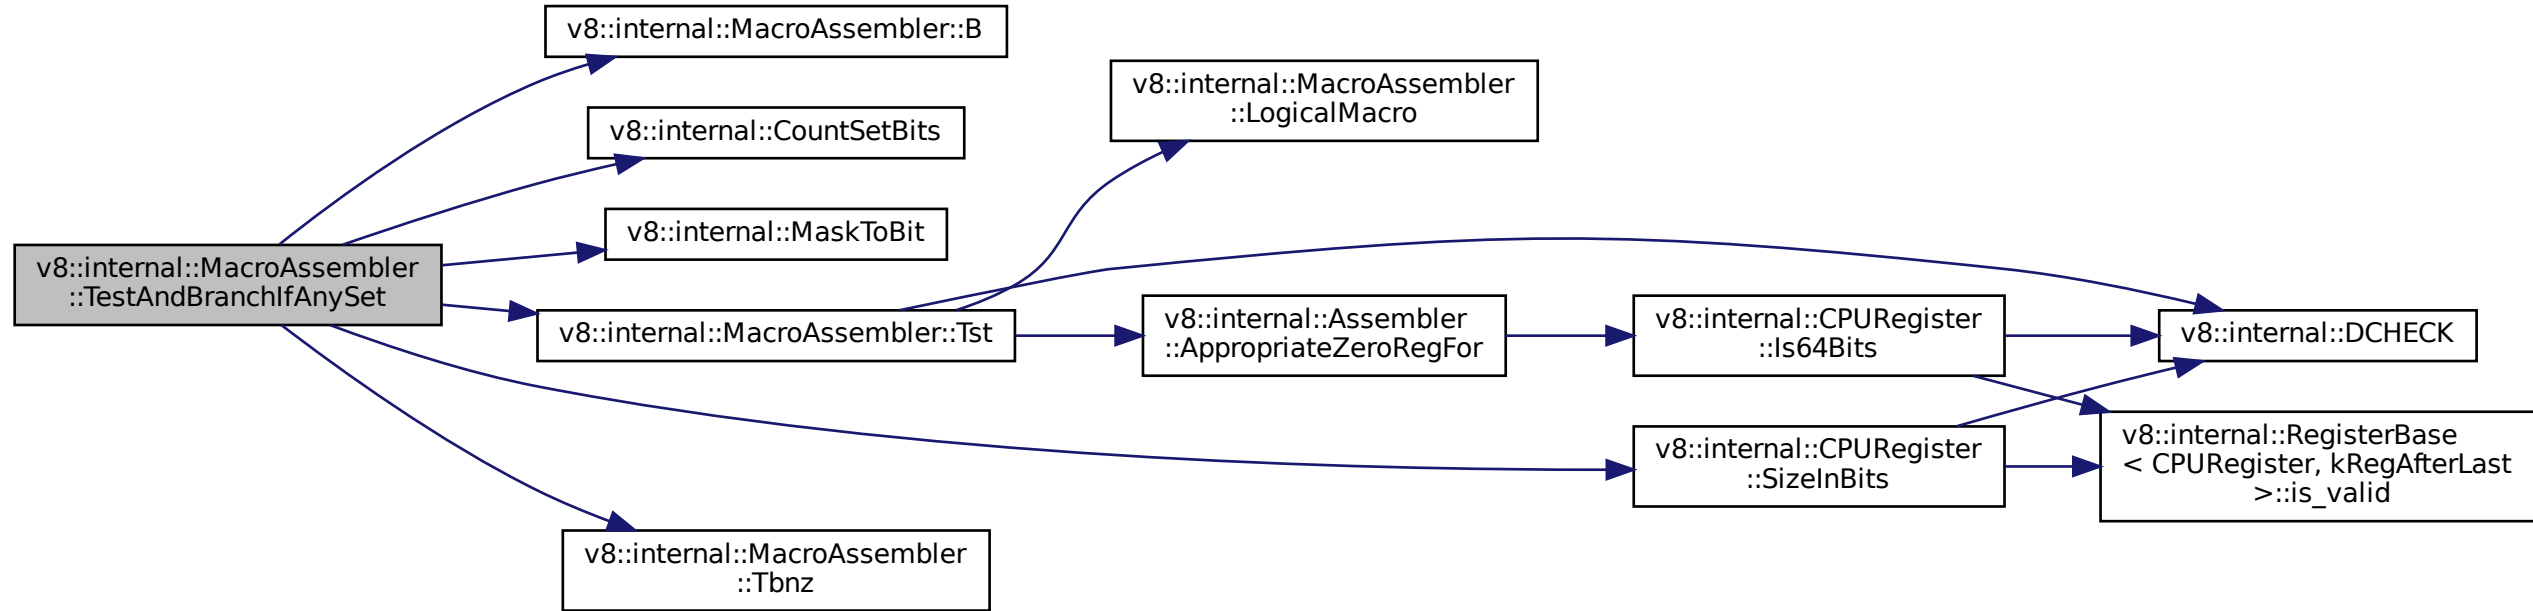 v8::internal::MacroAssembler::B
v8::internal::CountSetBits
v8::internal::MaskToBit
v8::internal::MacroAssembler
::TestAndBranchIfAnySet
v8::internal::MacroAssembler::Tst
v8::internal::MacroAssembler
::Tbnz
v8::internal::MacroAssembler
::LogicalMacro
v8::internal::Assembler
::AppropriateZeroRegFor
v8::internal::CPURegister
::Is64Bits
v8::internal::CPURegister
::SizeInBits
v8::internal::DCHECK
v8::internal::RegisterBase
< CPURegister, kRegAfterLast
>::is_valid